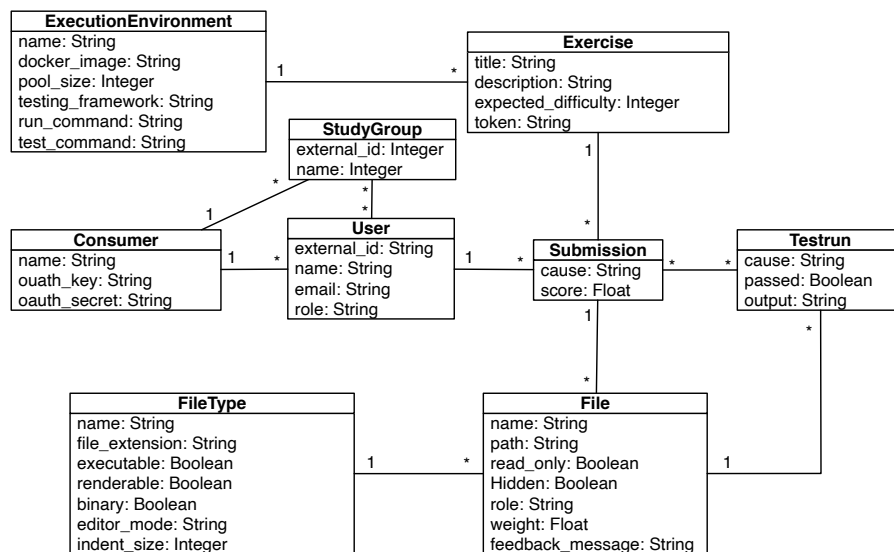 ExecutionEnvironment
name: String
docker_image: String
pool_size: Integer
testing_framework: String
run_command: String
test_command: String
1
*
Exercise
title: String
description: String
expected_difficulty: Integer
token: String
1
*
StudyGroup
external_id: Integer
name: Integer
*
1
*
*
Consumer
name: String
ouath_key: String
oauth_secret: String
1
*
User
external_id: String
name: String
email: String
role: String
1
*
Submission
cause: String
score: Float
*
*
Testrun
cause: String
passed: Boolean
output: String
*
1
*
FileType
name: String
file_extension: String
executable: Boolean
renderable: Boolean
binary: Boolean
editor_mode: String
indent_size: Integer
1
*
File
name: String
path: String
read_only: Boolean
Hidden: Boolean
role: String
weight: Float
feedback_message: String
1